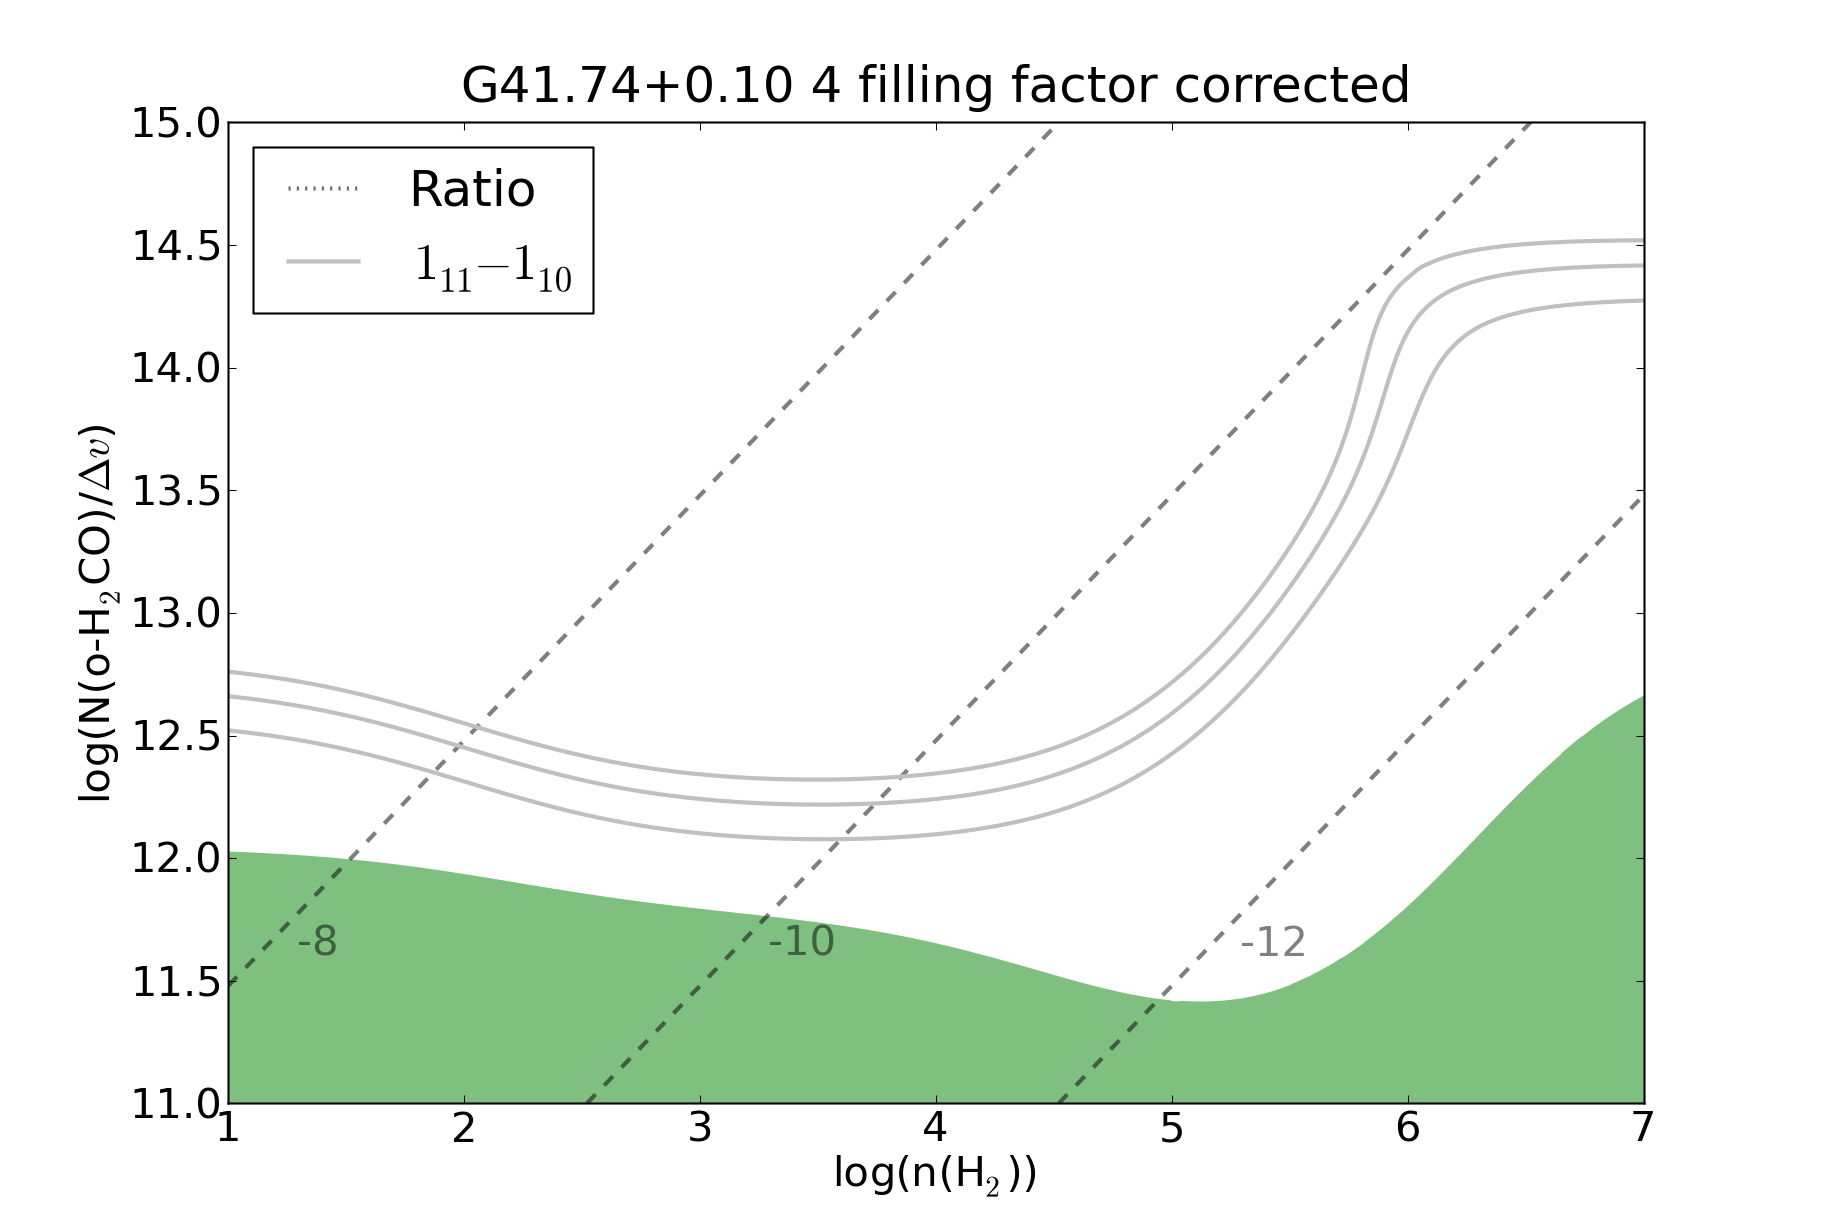 G41.74+0.10 4 filling factor corrected
15.0
14.5
14.0
13.5
13.0
12.5
12.0
11.5
11.0
log(N(o-H₂CO)/Δv)
Ratio
1₁₁−1₁₀
-8
-10
-12
1 2 3 4 5 6 7
log(n(H₂))